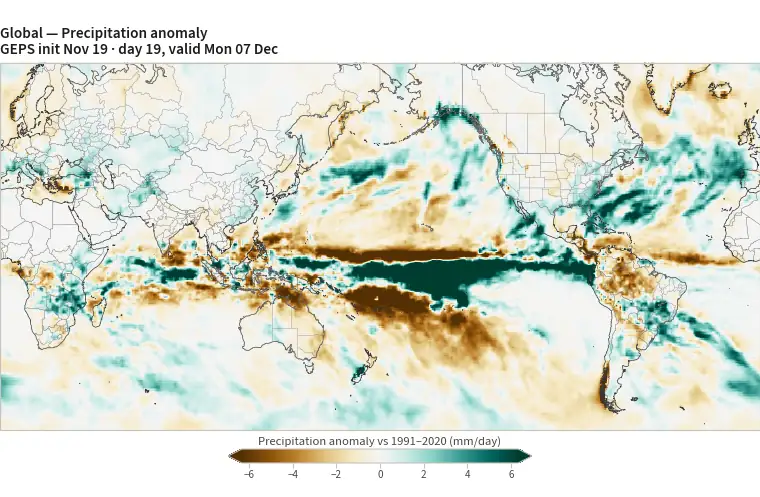 Global — Precipitation anomaly
GEPS init Nov 19 · day 19, valid Mon 07 Dec
Precipitation anomaly vs 1991–2020 (mm/day)
−6 −4 −2 0 2 4 6